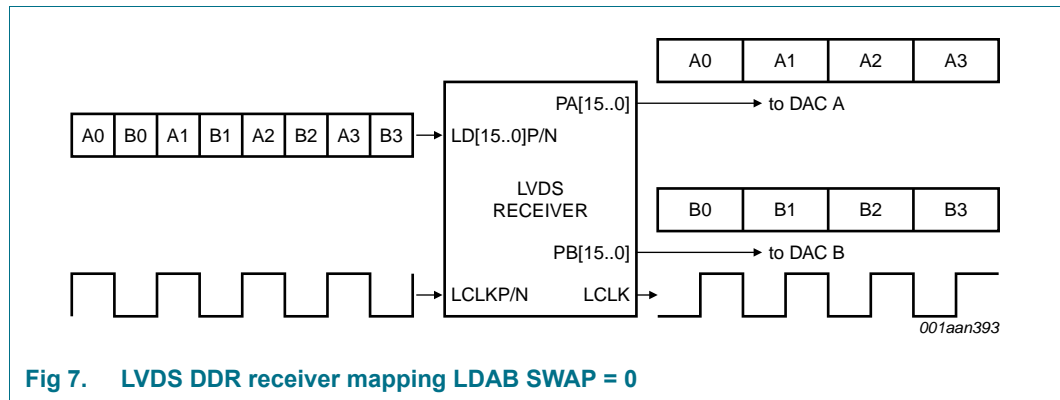 A0 A1 A2 A3
PA[15..0] to DAC A
A0 B0 A1 B1 A2 B2 A3 B3 LD[15..0]P/N
LVDS
RECEIVER
B0 B1 B2 B3
PB[15..0] to DAC B
LCLKP/N LCLK
001aan393
Fig 7. LVDS DDR receiver mapping LDAB SWAP = 0